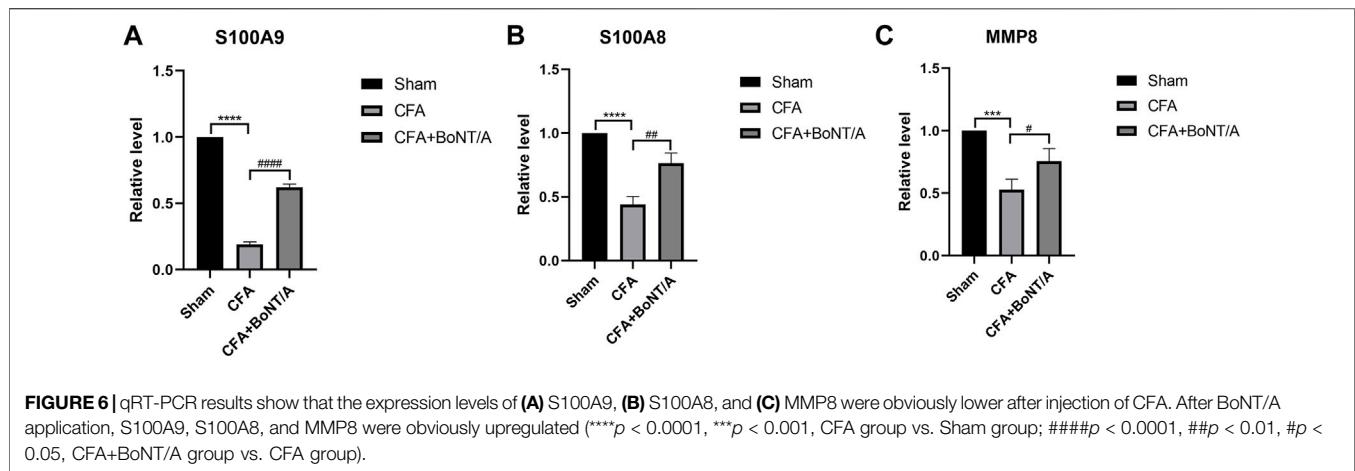 A
S100A9
1.5
1.0
0.5
0.0
Relative level
****
####
Sham
CFA
CFA+BoNT/A
Sham
CFA
CFA+BoNT/A
B
S100A8
1.5
1.0
0.5
0.0
Relative level
****
##
Sham
CFA
CFA+BoNT/A
Sham
CFA
CFA+BoNT/A
C
MMP8
1.5
1.0
0.5
0.0
Relative level
***
#
Sham
CFA
CFA+BoNT/A
Sham
CFA
CFA+BoNT/A
FIGURE 6 | qRT-PCR results show that the expression levels of (A) S100A9, (B) S100A8, and (C) MMP8 were obviously lower after injection of CFA. After BoNT/A
application, S100A9, S100A8, and MMP8 were obviously upregulated (****p < 0.0001, ***p < 0.001, CFA group vs. Sham group; ####p < 0.0001, ##p < 0.01, #p <
0.05, CFA+BoNT/A group vs. CFA group).